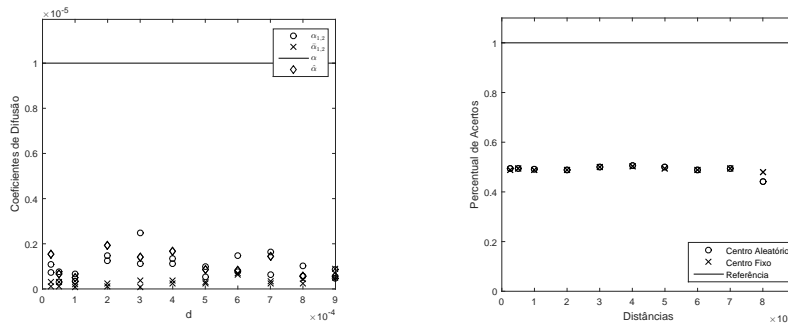 ×10⁻⁵
1
0.8
0.6
0.4
0.2
0
0 1 2 3 4 5 6 7 8 9
×10⁻⁴
d
Coeficientes de Difusão
α₁,₂
α̂₁,₂
α
1
0.8
0.6
0.4
0.2
0
0 1 2 3 4 5 6 7 8
Distâncias
×10
Percentual de Acertos
Centro Aleatório
Centro Fixo
Referência